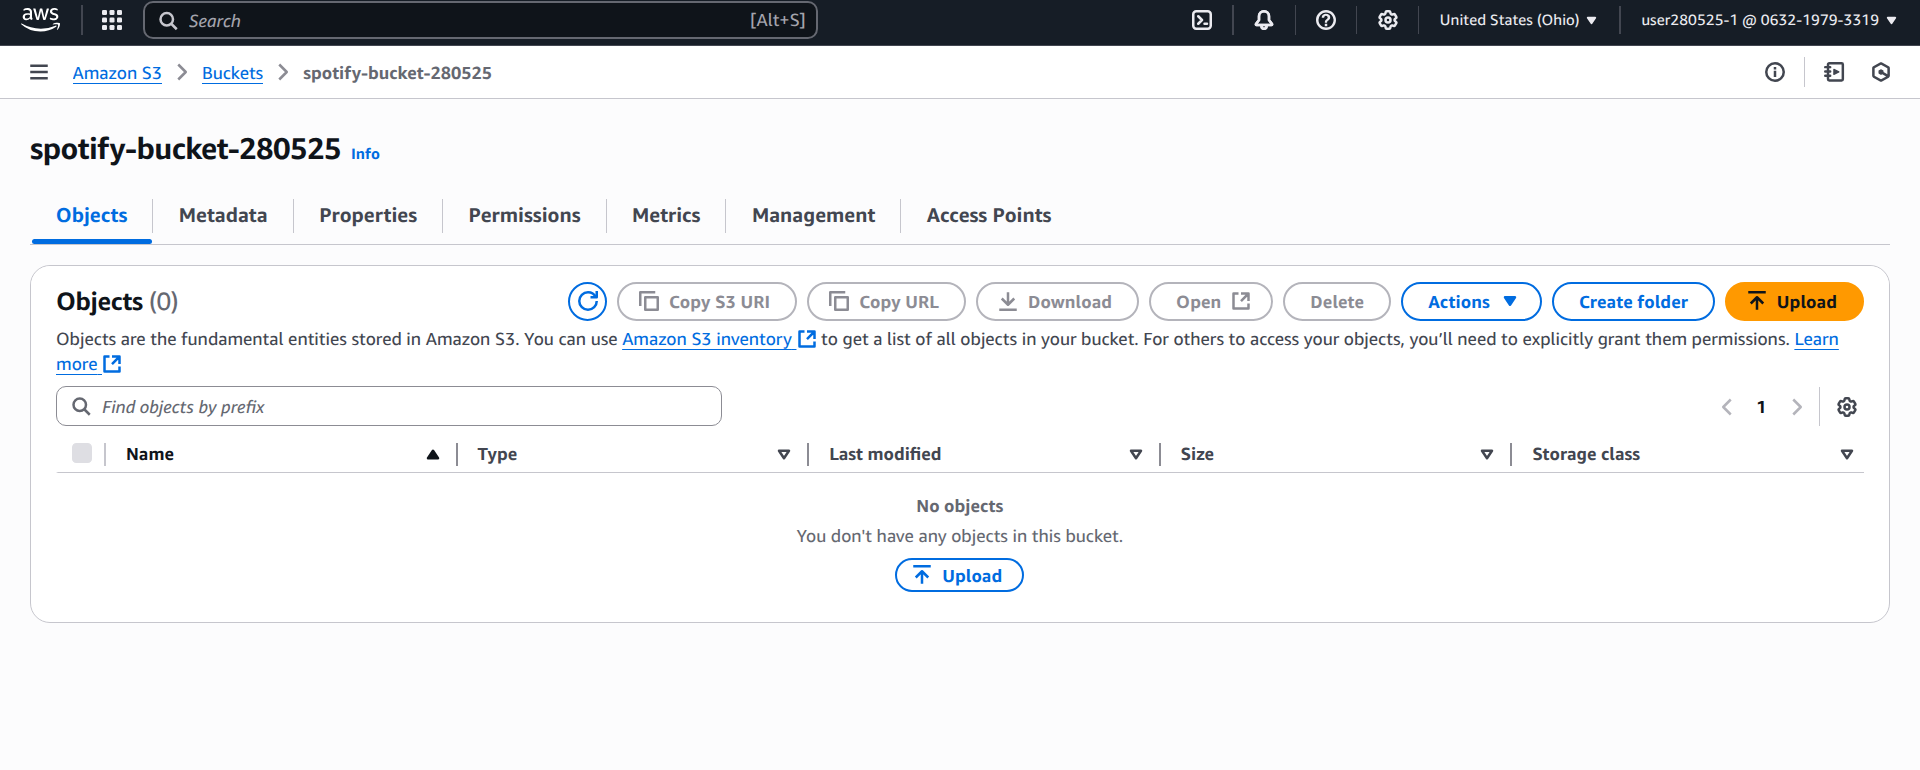 aws Search [Alt+S] United States (Ohio) user280525-1 @ 0632-1979-3319
Amazon S3 Buckets spotify-bucket-280525
spotify-bucket-280525 Info
Objects Metadata Properties Permissions Metrics Management Access Points
Objects (0) Copy S3 URI Copy URL Download Open Delete Actions Create folder Upload
Objects are the fundamental entities stored in Amazon S3. You can use Amazon S3 inventory to get a list of all objects in your bucket. For others to access your objects, you’ll need to explicitly grant them permissions. Learn
more
Find objects by prefix 1
Name Type Last modified Size Storage class
No objects
You don't have any objects in this bucket.
Upload